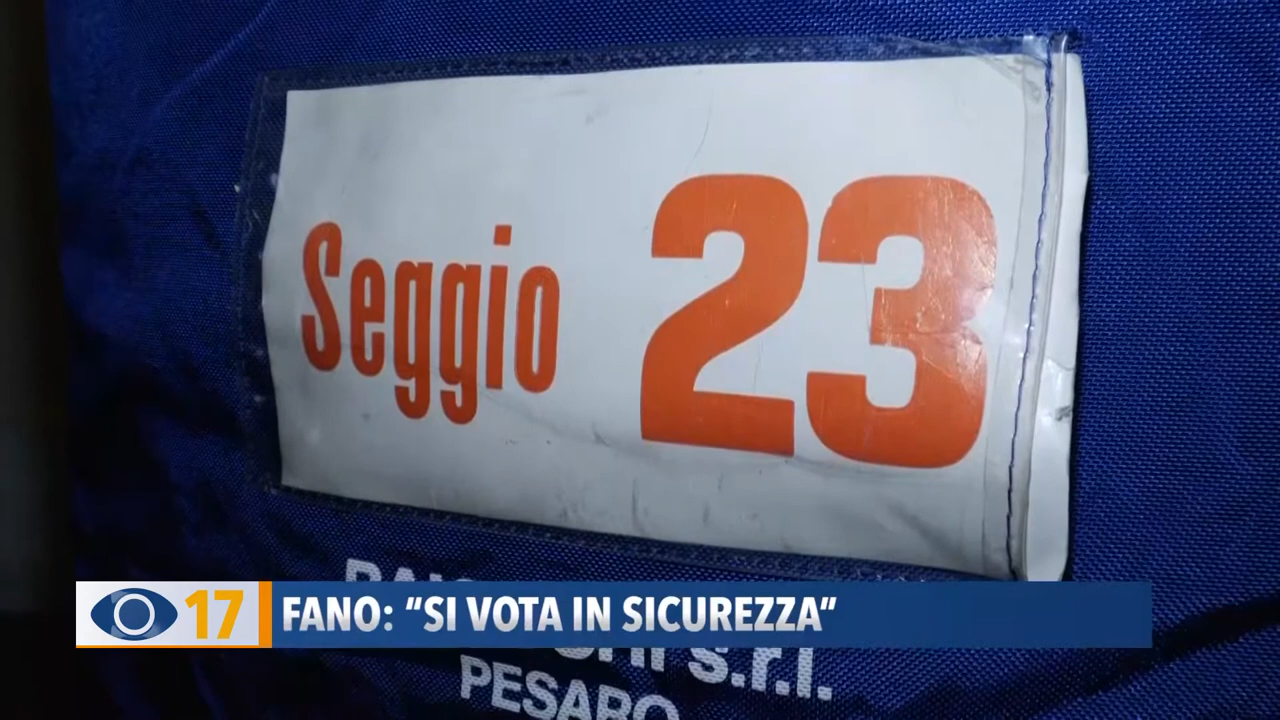 Seggio 23
17 FANO: “SI VOTA IN SICUREZZA“
s.r.l.
PESARO